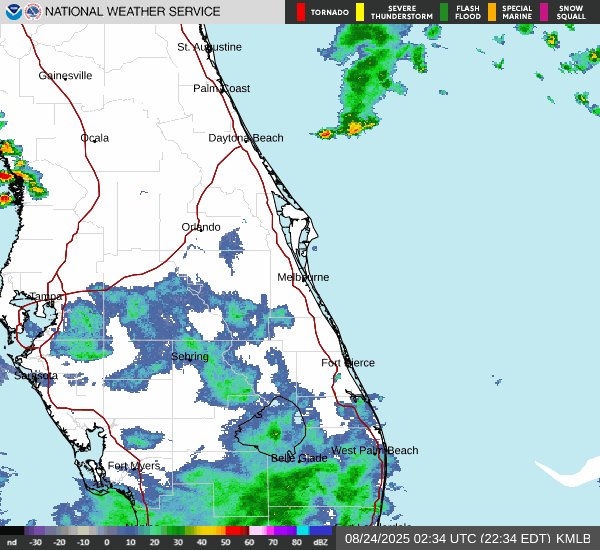 NATIONAL WEATHER SERVICE
TORNADO
SEVERE THUNDERSTORM
FLASH FLOOD
SPECIAL MARINE
SNOW SQUALL
St. Augustine
Gainesville
Palm Coast
Ocala
Daytona Beach
Orlando
Melbourne
Tampa
Sebring
Fort Pierce
Sarasota
West Palm Beach
Belle Glade
Fort Myers
nd -30 -20 -10 0 10 20 30 40 50 60 70 80 dBZ
08/24/2025 02:34 UTC (22:34 EDT) KMLB